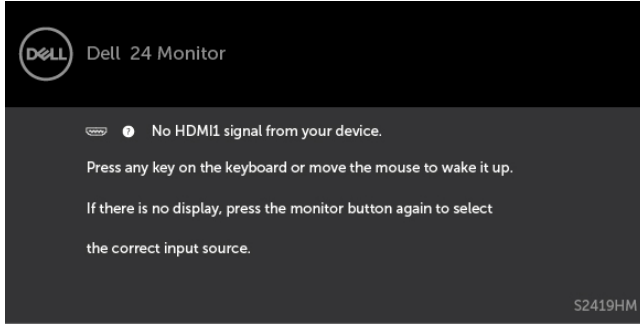 DELL
Dell 24 Monitor
? No HDMI1 signal from your device.
Press any key on the keyboard or move the mouse to wake it up.
If there is no display, press the monitor button again to select
the correct input source.
S2419HM